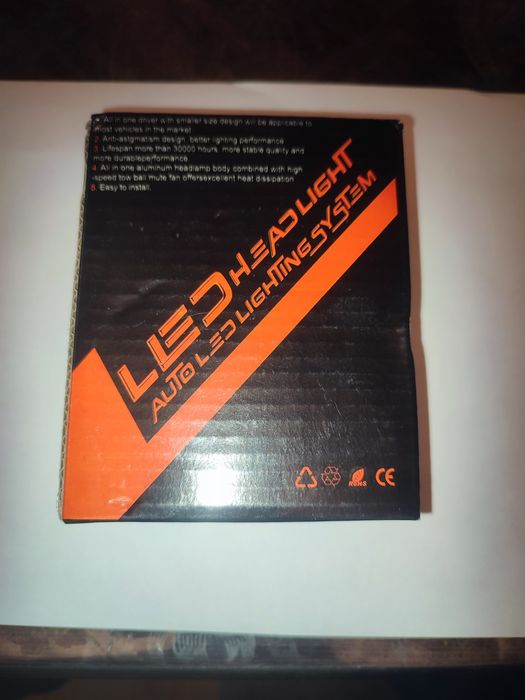 1. All in one driver with smaller size design will be applicable to
most vehicles in the market
2. Anti-astgmatism design, better lighting performance
3. Lifespan more than 30000 hours, more stable quality and
more durableperformance
4. All in one aluminum headlamp body combined with high
-speed tow ball mute fan offersexcellent heat dissipation
5. Easy to install.
LED HEADLIGHT
AUTO LED LIGHTING SYSTEM
RoHS CE